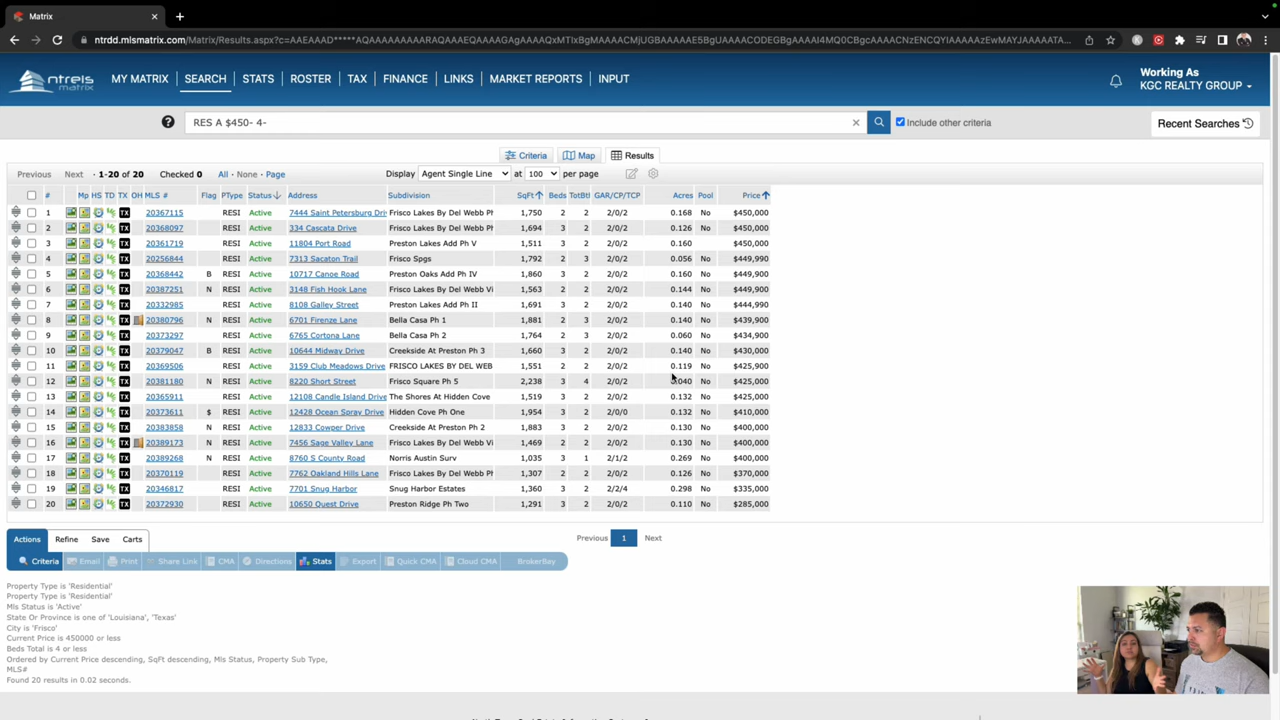 Matrix
ntrdd.mlsmatrix.com/Matrix/Results.aspx?c=AAEAAAD*****AQAAAAAAAAARAQAAAEQAAAAGAgAAAAQxMTIxBgMAAAACMjUGBAAAAAE5BgUAAAACODEGBgAAAAI4MQ0CBgcAAAACNzENCQYIAAAAAzEwMAYJAAAAATA...
ntreis matrix
MY MATRIX SEARCH STATS ROSTER TAX FINANCE LINKS MARKET REPORTS INPUT
Working As
KGC REALTY GROUP
RES A $450- 4-
Include other criteria
Recent Searches
Criteria Map Results
Previous Next 1-20 of 20 Checked 0 All · None · Page Display Agent Single Line at 100 per page
# Mp HS TD TX OH MLS # Flag PType Status Address Subdivision SqFt Beds TotBth GAR/CP/TCP Acres Pool Price
1 TX 20367115 RESI Active 7444 Saint Petersburg Driv Frisco Lakes By Del Webb Ph 1,750 2 2 2/0/2 0.168 No $450,000
2 TX 20368097 RESI Active 334 Cascata Drive Frisco Lakes By Del Webb Ph 1,694 2 2 2/0/2 0.126 No $450,000
3 TX 20361719 RESI Active 11804 Port Road Preston Lakes Add Ph V 1,511 3 2 2/0/2 0.160 No $450,000
4 TX 20256844 RESI Active 7313 Sacaton Trail Frisco Spgs 1,792 2 3 2/0/2 0.056 No $449,990
5 TX 20368442 B RESI Active 10717 Canoe Road Preston Oaks Add Ph IV 1,860 3 2 2/0/2 0.160 No $449,900
6 TX 20387251 N RESI Active 3148 Fish Hook Lane Frisco Lakes By Del Webb Vi 1,563 3 2 2/0/2 0.144 No $449,900
7 TX 20332985 RESI Active 8108 Galley Street Preston Lakes Add Ph II 1,691 3 2 2/0/2 0.140 No $444,990
8 TX 20380796 N RESI Active 6701 Firenze Lane Bella Casa Ph 1 1,881 2 3 2/0/2 0.140 No $439,900
9 TX 20373297 RESI Active 6765 Cortona Lane Bella Casa Ph 2 1,764 2 3 2/0/2 0.060 No $434,900
10 TX 20379047 B RESI Active 10644 Midway Drive Creekside At Preston Ph 3 1,660 3 2 2/0/2 0.140 No $430,000
11 TX 20369506 RESI Active 3159 Club Meadows Drive FRISCO LAKES BY DEL WEB 1,551 2 2 2/0/2 0.119 No $425,900
12 TX 20381180 N RESI Active 8220 Short Street Frisco Square Ph 5 2,238 3 4 2/0/2 0.040 No $425,000
13 TX 20365911 RESI Active 12108 Candle Island Drive The Shores At Hidden Cove 1,519 3 2 2/0/2 0.132 No $425,000
14 TX 20373611 $ RESI Active 12428 Ocean Spray Drive Hidden Cove Ph One 1,954 3 2 2/0/0 0.132 No $410,000
15 TX 20383858 N RESI Active 12833 Cowper Drive Creekside At Preston Ph 2 1,883 3 2 2/0/2 0.130 No $400,000
16 TX 20389173 N RESI Active 7456 Sage Valley Lane Frisco Lakes By Del Webb Vi 1,469 2 2 2/0/2 0.130 No $400,000
17 TX 20389268 N RESI Active 8760 S County Road Norris Austin Surv 1,035 3 1 2/1/2 0.269 No $400,000
18 TX 20370119 RESI Active 7762 Oakland Hills Lane Frisco Lakes By Del Webb Ph 1,307 2 2 2/0/2 0.126 No $370,000
19 TX 20346817 RESI Active 7701 Snug Harbor Snug Harbor Estates 1,360 3 2 2/2/4 0.298 No $335,000
20 TX 20372930 RESI Active 10650 Quest Drive Preston Ridge Ph Two 1,291 3 2 2/0/2 0.110 No $285,000
Actions Refine Save Carts Previous 1 Next
Criteria Email Print Share Link CMA Directions Stats Export Quick CMA Cloud CMA BrokerBay
Property Type is 'Residential'
Property Type is 'Residential'
Mls Status is 'Active'
State Or Province is one of 'Louisiana', 'Texas'
City is 'Frisco'
Current Price is 450000 or less
Beds Total is 4 or less
Ordered by Current Price descending, SqFt descending, Mls Status, Property Sub Type,
MLS#
Found 20 results in 0.02 seconds.